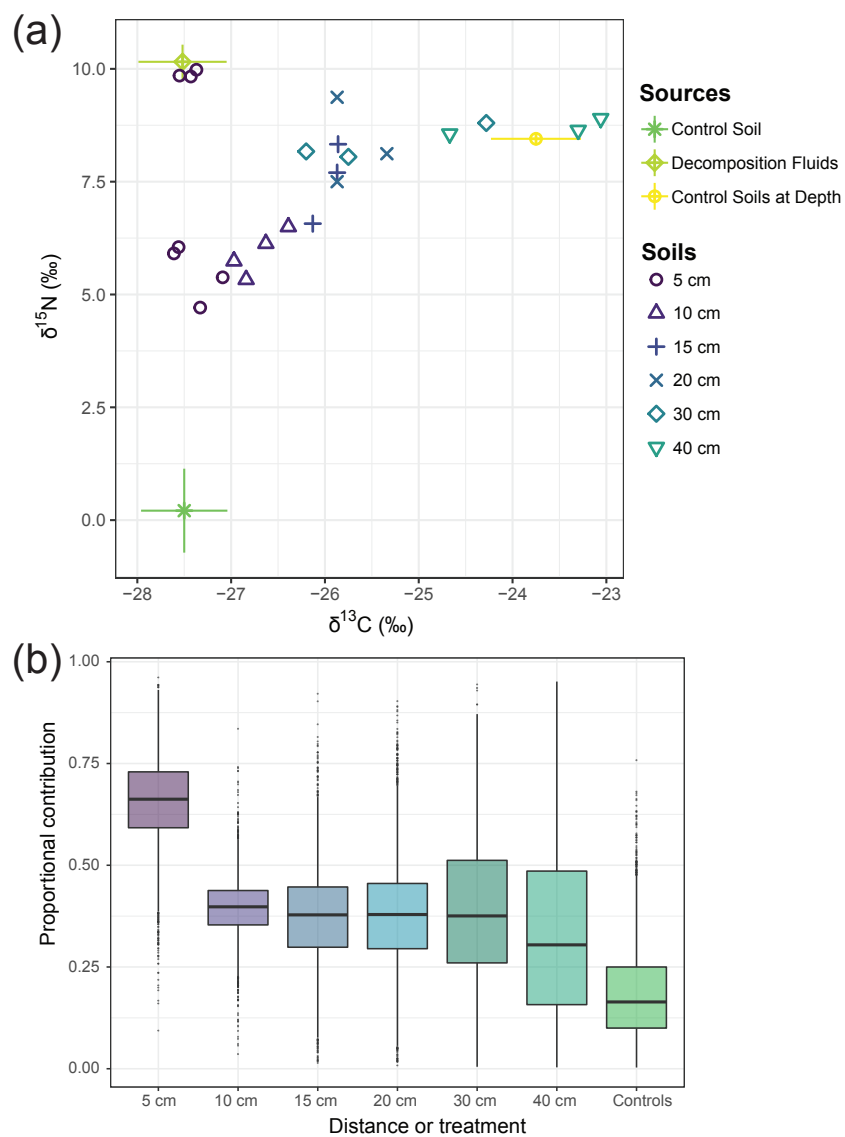 (a)
10.0
7.5
5.0
2.5
0.0
δ¹⁵N (‰)
−28 −27 −26 −25 −24 −23
δ¹³C (‰)
Sources
Control Soil
Decomposition Fluids
Control Soils at Depth
Soils
5 cm
10 cm
15 cm
20 cm
30 cm
40 cm
(b)
1.00
0.75
0.50
0.25
0.00
Proportional contribution
5 cm 10 cm 15 cm 20 cm 30 cm 40 cm Controls
Distance or treatment